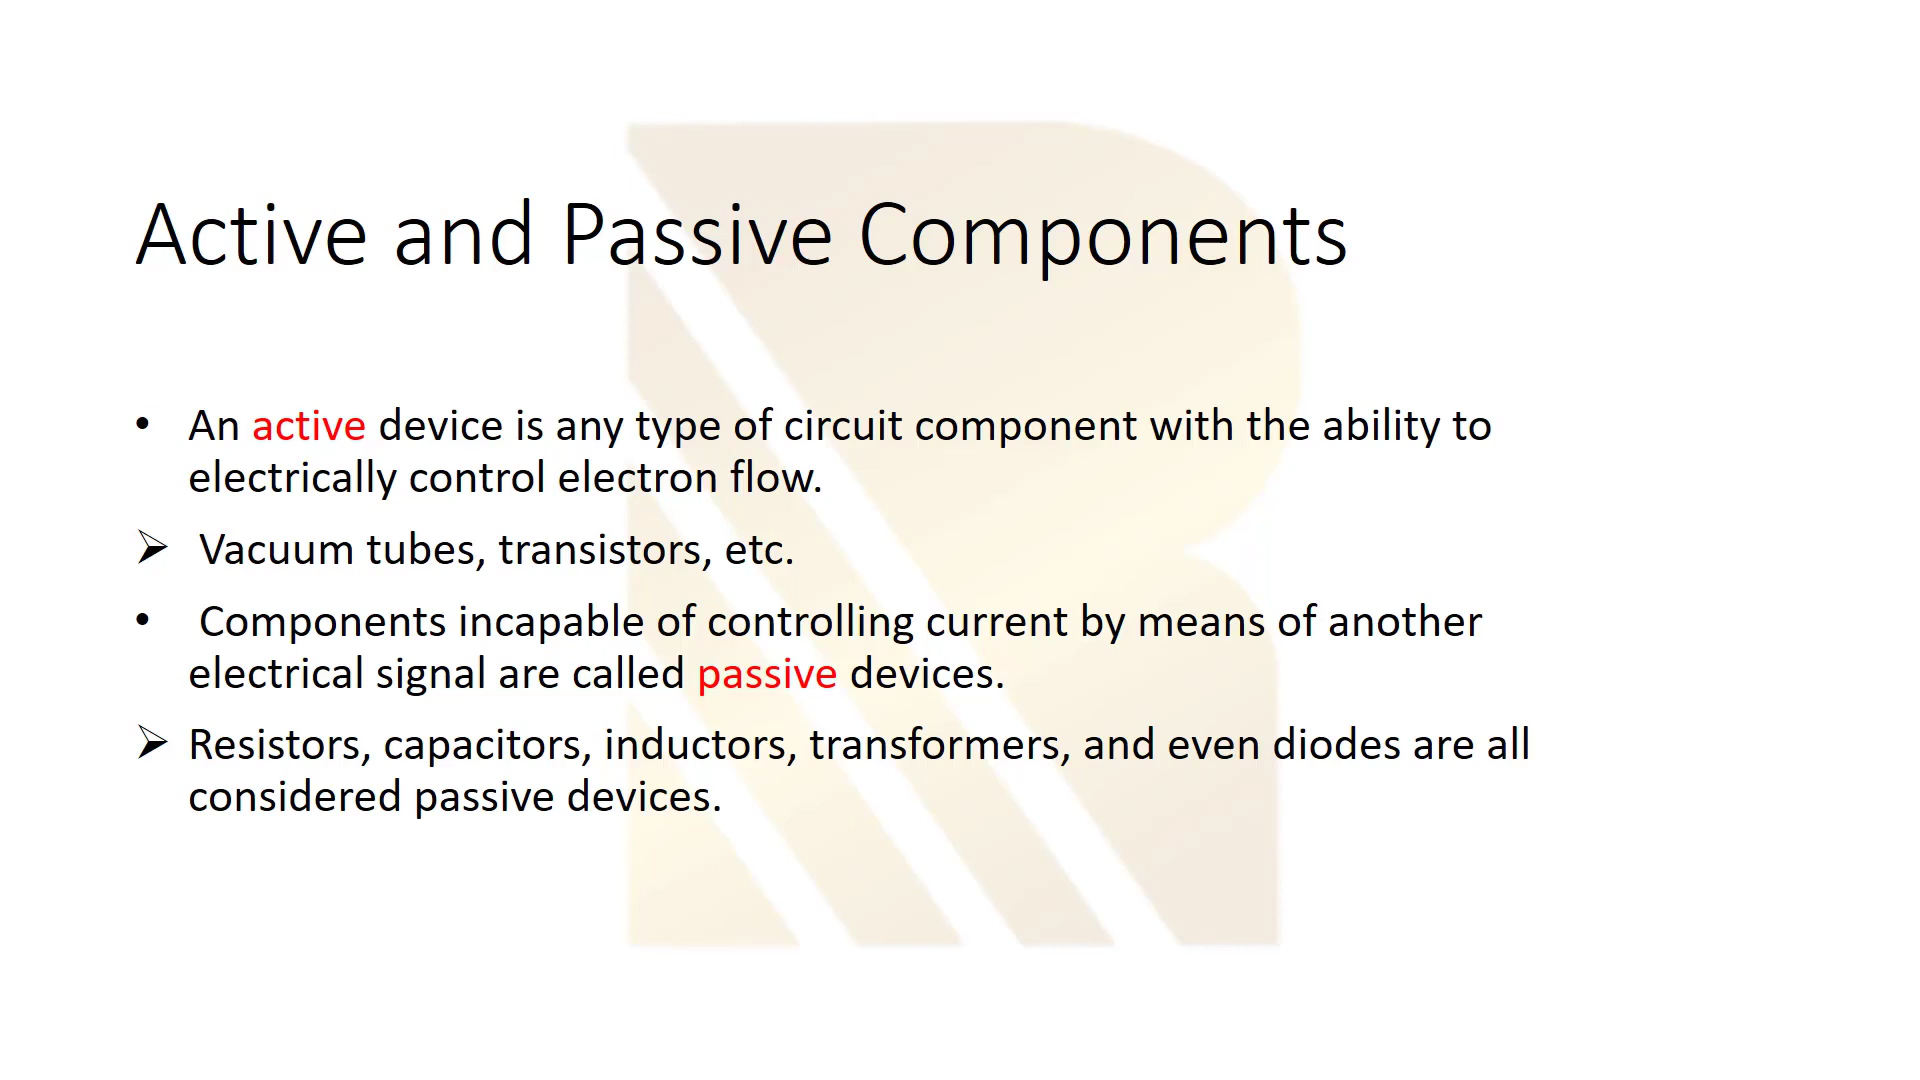 Active and Passive Components
• An active device is any type of circuit component with the ability to
electrically control electron flow.
➢ Vacuum tubes, transistors, etc.
• Components incapable of controlling current by means of another
electrical signal are called passive devices.
➢ Resistors, capacitors, inductors, transformers, and even diodes are all
considered passive devices.